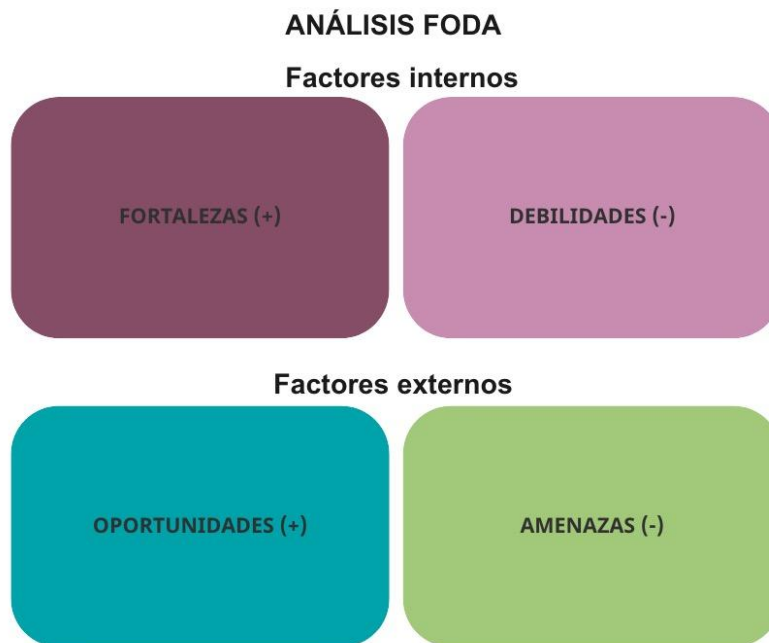 ANÁLISIS FODA
Factores internos
FORTALEZAS (+)
DEBILIDADES (-)
Factores externos
OPORTUNIDADES (+)
AMENAZAS (-)